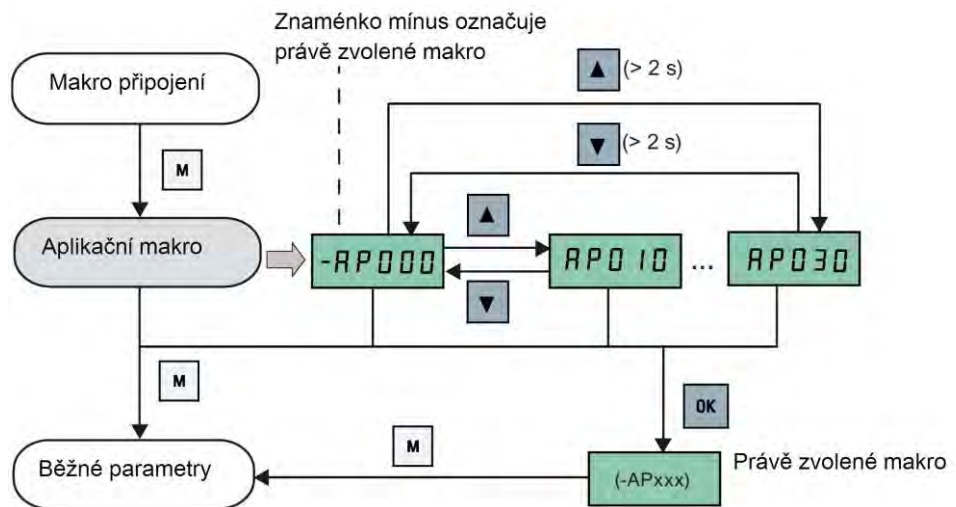 Znaménko mínus označuje
právě zvolené makro
Makro připojení
▲ (> 2 s)
▼ (> 2 s)
M
▲
Aplikační makro
-AP000
AP010 ... AP030
▼
M
OK
M
Běžné parametry
(-APxxx)
Právě zvolené makro